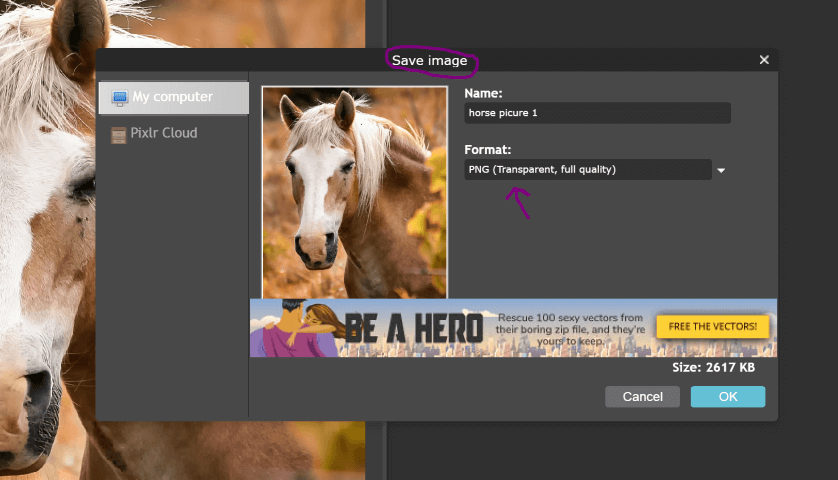 Save image
My computer
Pixlr Cloud
Name:
horse picure 1
Format:
PNG (Transparent, full quality)
BE A HERO
Rescue 100 sexy vectors from
their boring zip file, and they're
yours to keep.
FREE THE VECTORS!
Size: 2617 KB
Cancel
OK